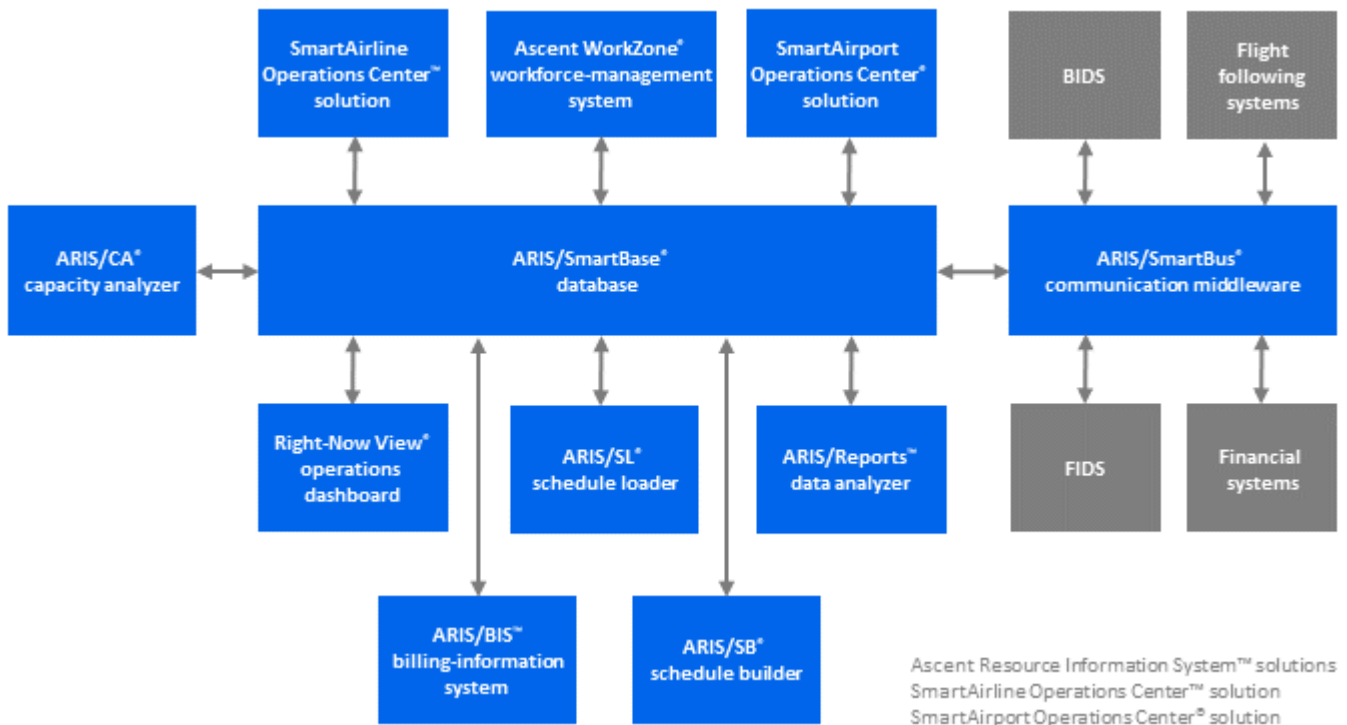 SmartAirline
Operations Center™
solution
Ascent WorkZone®
workforce-management
system
SmartAirport
Operations Center®
solution
BIDS
Flight
following
systems
ARIS/CA®
capacity analyzer
ARIS/SmartBase®
database
ARIS/SmartBus®
communication middleware
Right-Now View®
operations
dashboard
ARIS/SL®
schedule loader
ARIS/Reports™
data analyzer
FIDS
Financial
systems
ARIS/BIS™
billing-information
system
ARIS/SB®
schedule builder
Ascent Resource Information System™ solutions
SmartAirline Operations Center™ solution
SmartAirport Operations Center® solution